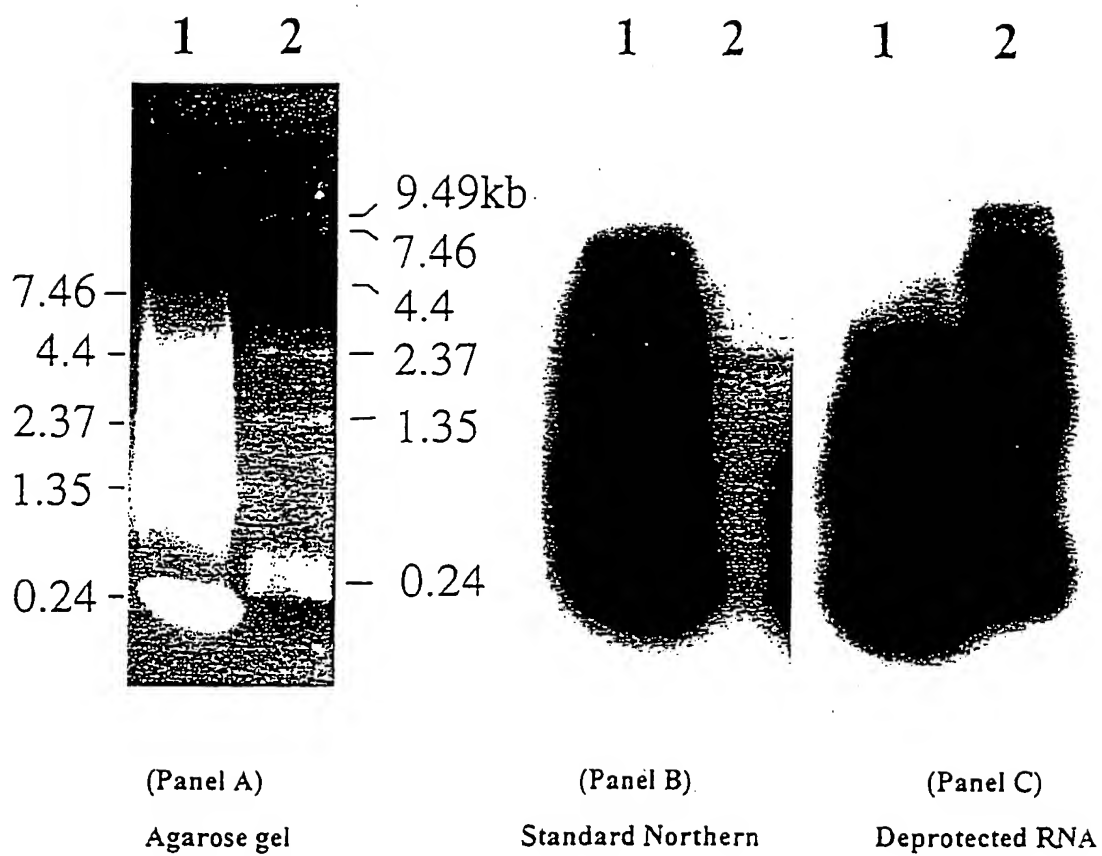 1 2
1 2
1 2
9.49kb
7.46
7.46
4.4
4.4
2.37
2.37
1.35
1.35
0.24
0.24
(Panel A)
Agarose gel
(Panel B)
Standard Northern
(Panel C)
Deprotected RNA